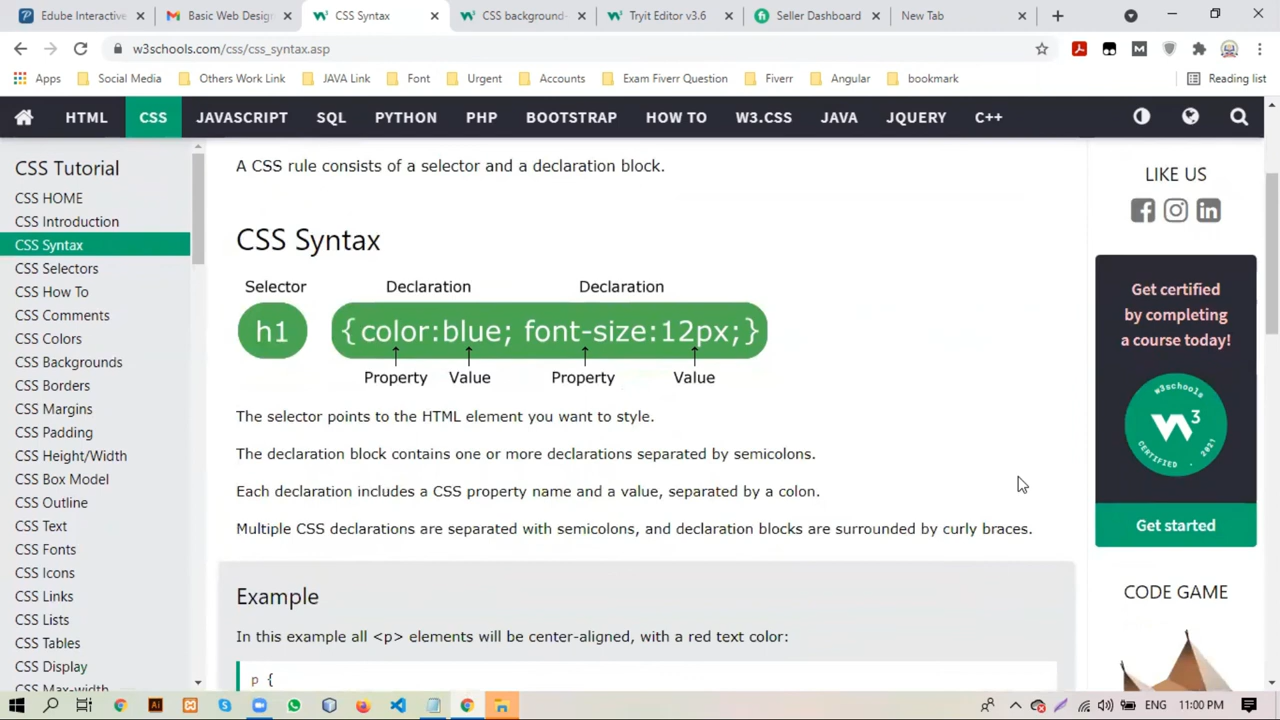 Edube Interactive
Basic Web Desig
CSS Syntax
CSS background-
Tryit Editor v3.6
Seller Dashboard
New Tab
w3schools.com/css/css_syntax.asp
Apps
Social Media
Others Work Link
JAVA Link
Font
Urgent
Accounts
Exam Fiverr Question
Fiverr
Angular
bookmark
Reading list
HTML
CSS
JAVASCRIPT
SQL
PYTHON
PHP
BOOTSTRAP
HOW TO
W3.CSS
JAVA
JQUERY
C++
CSS Tutorial
CSS HOME
CSS Introduction
CSS Syntax
CSS Selectors
CSS How To
CSS Comments
CSS Colors
CSS Backgrounds
CSS Borders
CSS Margins
CSS Padding
CSS Height/Width
CSS Box Model
CSS Outline
CSS Text
CSS Fonts
CSS Icons
CSS Links
CSS Lists
CSS Tables
CSS Display
CSS Max-width
A CSS rule consists of a selector and a declaration block.
CSS Syntax
Selector
Declaration
Declaration
h1
{color:blue; font-size:12px;}
Property
Value
Property
Value
The selector points to the HTML element you want to style.
The declaration block contains one or more declarations separated by semicolons.
Each declaration includes a CSS property name and a value, separated by a colon.
Multiple CSS declarations are separated with semicolons, and declaration blocks are surrounded by curly braces.
Example
In this example all <p> elements will be center-aligned, with a red text color:
p {
LIKE US
Get certified
by completing
a course today!
w3schools
W3
CERTIFIED . 2021
Get started
CODE GAME
ENG
11:00 PM